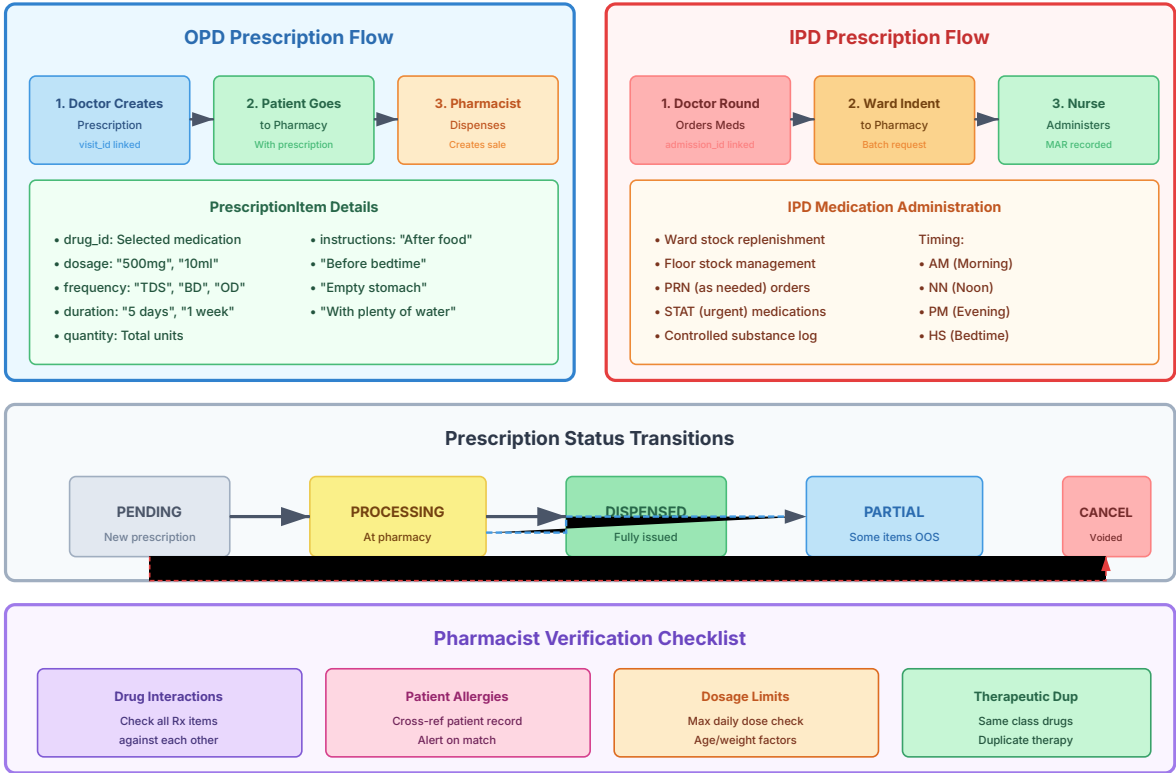 OPD Prescription Flow
1. Doctor Creates
Prescription
visit_id linked
2. Patient Goes
to Pharmacy
With prescription
3. Pharmacist
Dispenses
Creates sale
PrescriptionItem Details
• drug_id: Selected medication
• dosage: "500mg", "10ml"
• frequency: "TDS", "BD", "OD"
• duration: "5 days", "1 week"
• quantity: Total units
• instructions: "After food"
• "Before bedtime"
• "Empty stomach"
• "With plenty of water"
IPD Prescription Flow
1. Doctor Round
Orders Meds
admission_id linked
2. Ward Indent
to Pharmacy
Batch request
3. Nurse
Administers
MAR recorded
IPD Medication Administration
• Ward stock replenishment
• Floor stock management
• PRN (as needed) orders
• STAT (urgent) medications
• Controlled substance log
Timing:
• AM (Morning)
• NN (Noon)
• PM (Evening)
• HS (Bedtime)
Prescription Status Transitions
PENDING
New prescription
PROCESSING
At pharmacy
DISPENSED
Fully issued
PARTIAL
Some items OOS
CANCEL
Voided
Pharmacist Verification Checklist
Drug Interactions
Check all Rx items
against each other
Patient Allergies
Cross-ref patient record
Alert on match
Dosage Limits
Max daily dose check
Age/weight factors
Therapeutic Dup
Same class drugs
Duplicate therapy